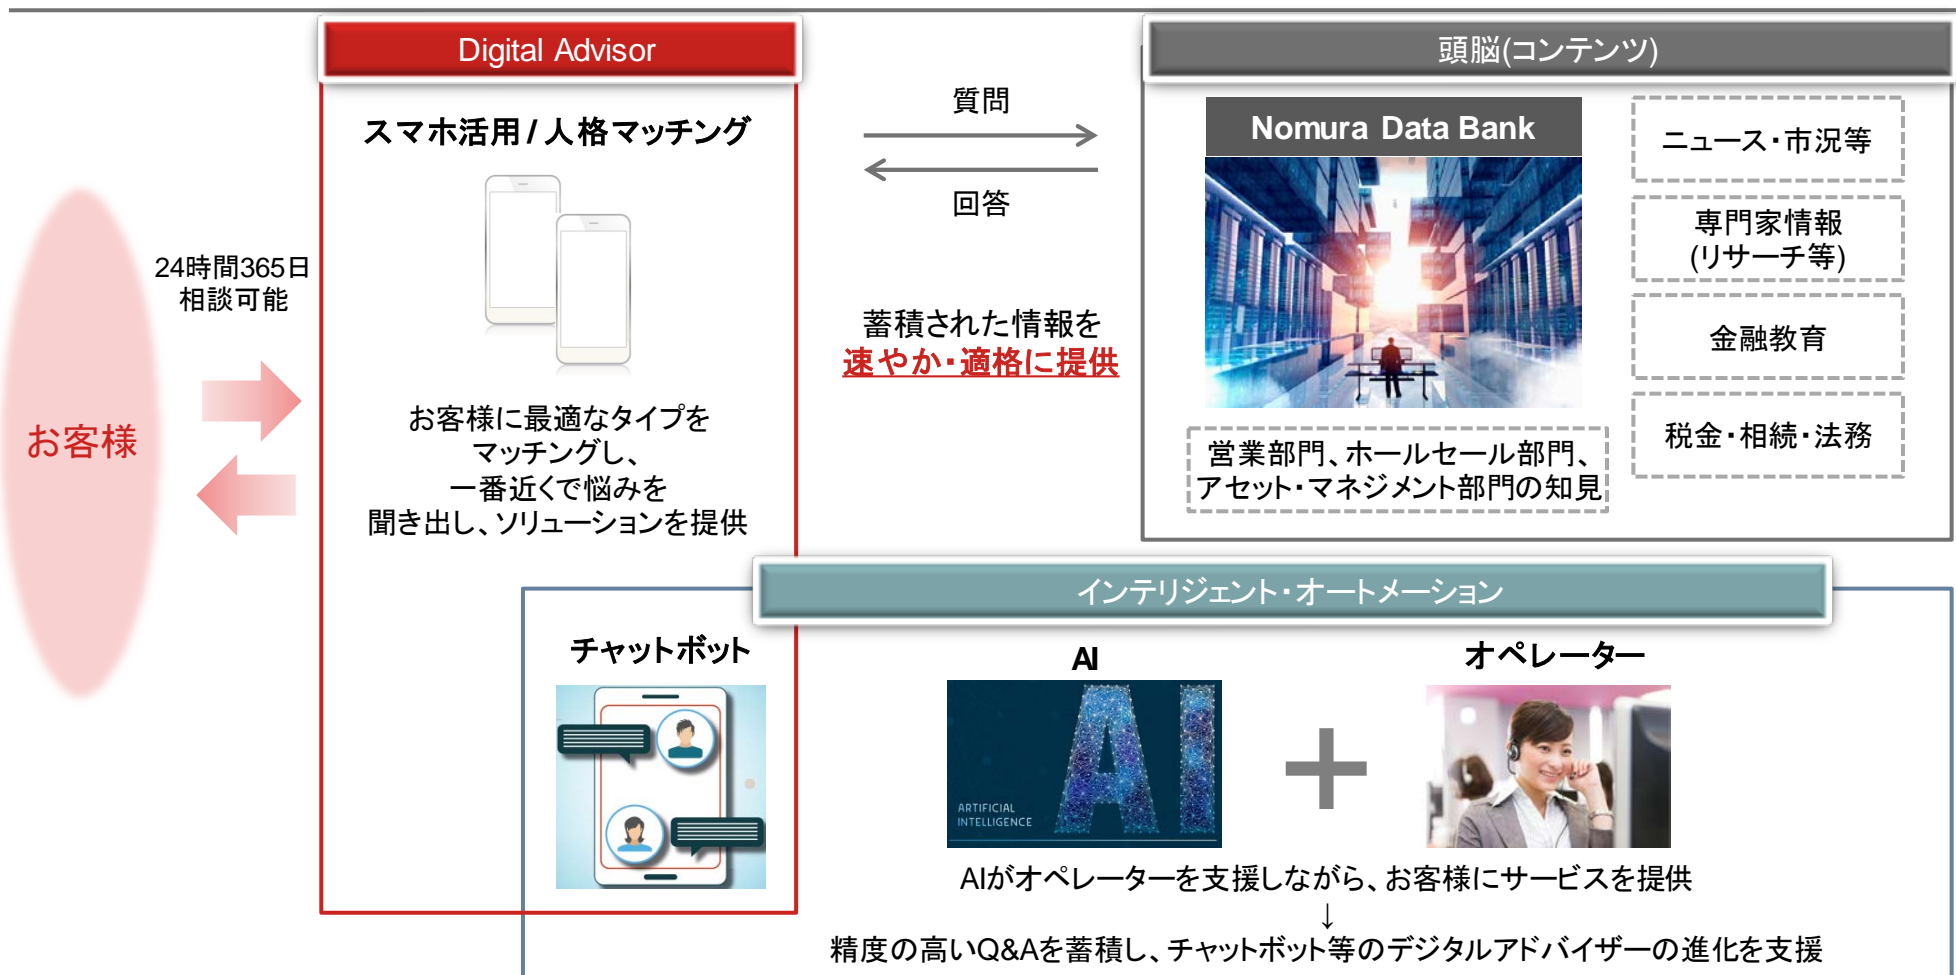 Digital Advisor
スマホ活用/人格マッチング
お客様に最適なタイプを
マッチングし、
一番近くで悩みを
聞き出し、ソリューションを提供
お客様
24時間365日
相談可能
質問
回答
蓄積された情報を
速やか・適格に提供
頭脳(コンテンツ)
Nomura Data Bank
営業部門、ホールセール部門、
アセット・マネジメント部門の知見
ニュース・市況等
専門家情報
(リサーチ等)
金融教育
税金・相続・法務
インテリジェント・オートメーション
チャットボット
AI
AI
ARTIFICIAL
INTELLIGENCE
+
オペレーター
AIがオペレーターを支援しながら、お客様にサービスを提供
↓
精度の高いQ&Aを蓄積し、チャットボット等のデジタルアドバイザーの進化を支援